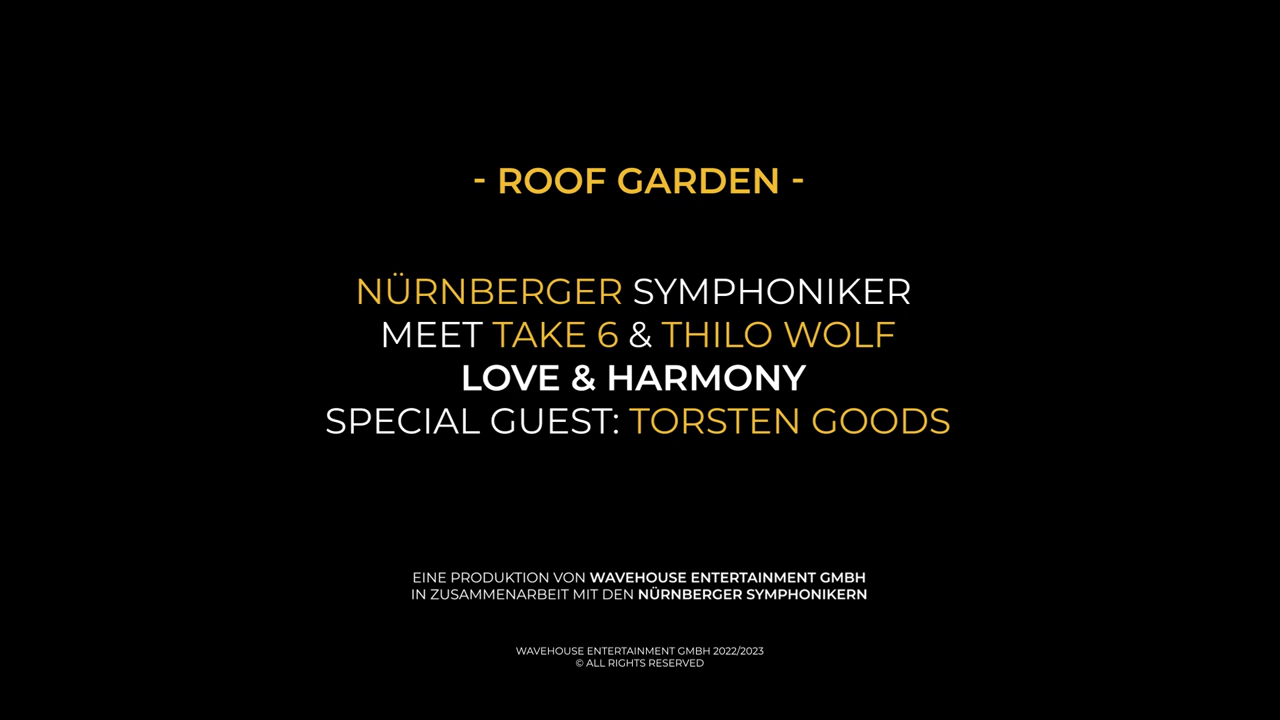 - ROOF GARDEN -
NÜRNBERGER SYMPHONIKER
MEET TAKE 6 & THILO WOLF
LOVE & HARMONY
SPECIAL GUEST: TORSTEN GOODS
EINE PRODUKTION VON WAVEHOUSE ENTERTAINMENT GMBH
IN ZUSAMMENARBEIT MIT DEN NÜRNBERGER SYMPHONIKERN
WAVEHOUSE ENTERTAINMENT GMBH 2022/2023
© ALL RIGHTS RESERVED